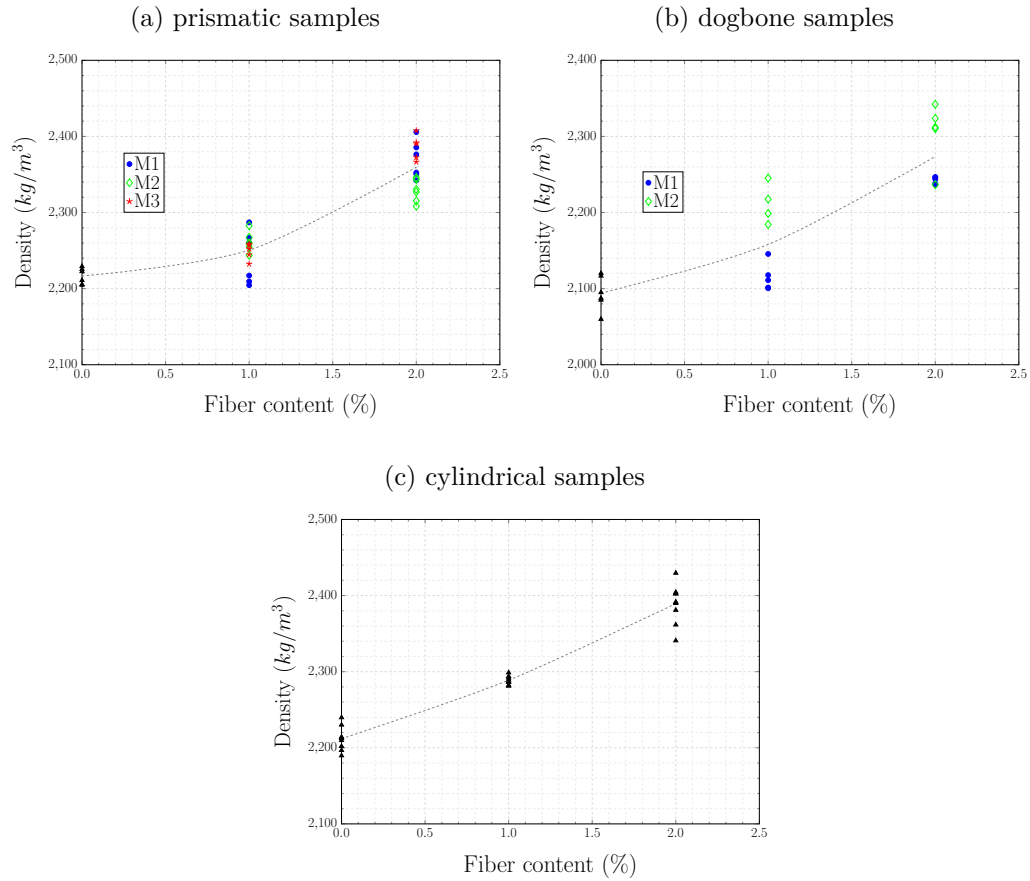 (a) prismatic samples
2,500
2,400
2,300
2,200
2,100
0.0 0.5 1.0 1.5 2.0 2.5
Density (kg/m³)
Fiber content (%)
M1
M2
M3
(b) dogbone samples
2,400
2,300
2,200
2,100
2,000
0.0 0.5 1.0 1.5 2.0 2.5
Density (kg/m³)
Fiber content (%)
M1
M2
(c) cylindrical samples
2,500
2,400
2,300
2,200
2,100
0.0 0.5 1.0 1.5 2.0 2.5
Density (kg/m³)
Fiber content (%)